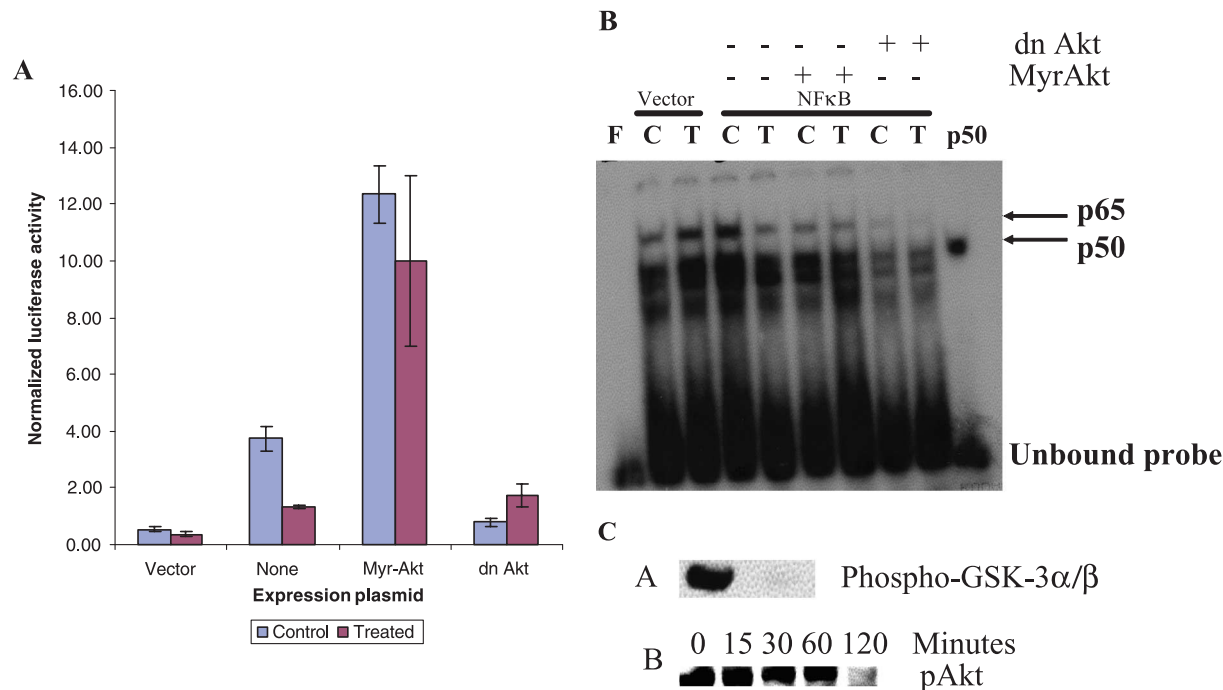 A
16.00
14.00
12.00
10.00
8.00
6.00
4.00
2.00
0.00
Normalized luciferase activity
Vector None Myr-Akt dn Akt
Expression plasmid
Control Treated
B
- - - - + + dn Akt
- - + + - - MyrAkt
Vector NFκB
F C T C T C T C T p50
p65
p50
Unbound probe
C
A Phospho-GSK-3α/β
0 15 30 60 120 Minutes
B pAkt